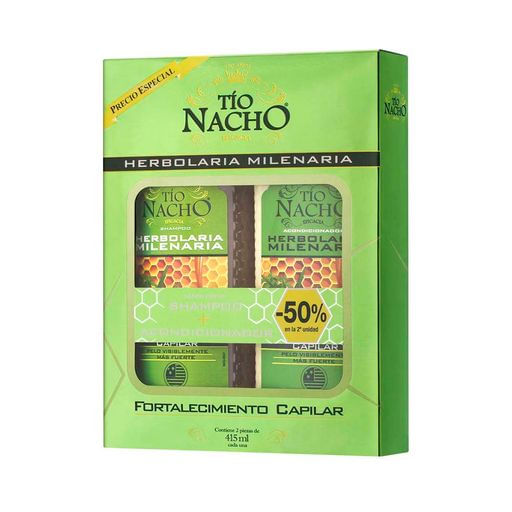 PRECIO ESPECIAL
TÍO
NACHO®
HERBOLARIA MILENARIA
TÍO
NACHO
EFICACIA
SHAMPOO
HERBOLARIA
MILENARIA
TÍO
NACHO
EFICACIA
ACONDICIONADOR
HERBOLARIA
MILENARIA
SHAMPOO
+
ACONDICIONADOR
-50%
en la 2ª unidad
CAPILAR
PELO VISIBLEMENTE
MÁS FUERTE
CAPILAR
PELO VISIBLEMENTE
MÁS FUERTE
FORTALECIMIENTO CAPILAR
Contiene 2 piezas de
415 ml
cada una